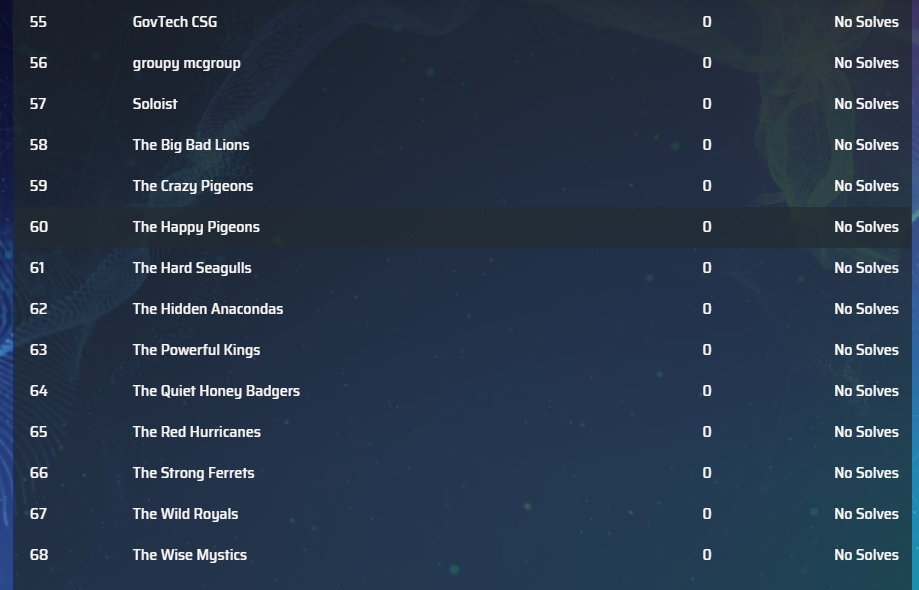 55 GovTech CSG 0 No Solves
56 groupy mcgroup 0 No Solves
57 Soloist 0 No Solves
58 The Big Bad Lions 0 No Solves
59 The Crazy Pigeons 0 No Solves
60 The Happy Pigeons 0 No Solves
61 The Hard Seagulls 0 No Solves
62 The Hidden Anacondas 0 No Solves
63 The Powerful Kings 0 No Solves
64 The Quiet Honey Badgers 0 No Solves
65 The Red Hurricanes 0 No Solves
66 The Strong Ferrets 0 No Solves
67 The Wild Royals 0 No Solves
68 The Wise Mystics 0 No Solves